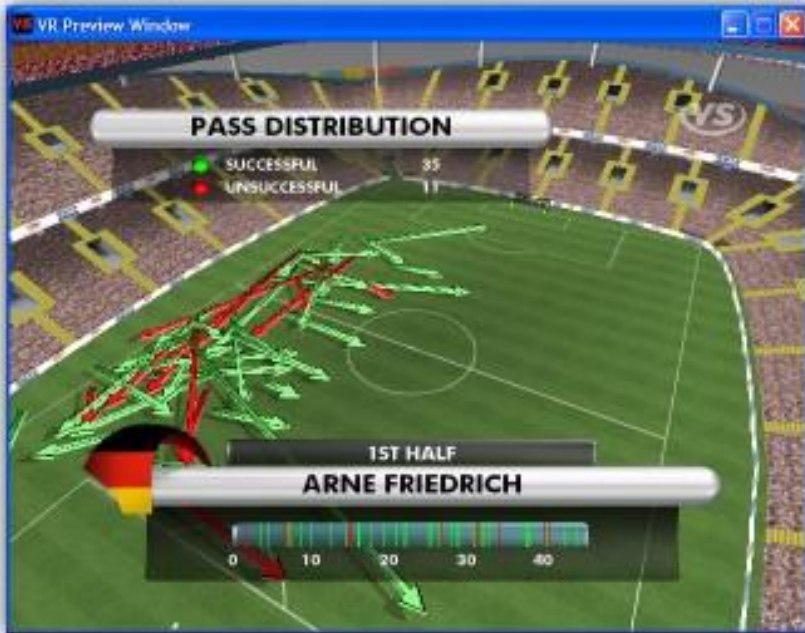 VR Preview Window
VS
PASS DISTRIBUTION
SUCCESSFUL 35
UNSUCCESSFUL 11
1ST HALF
ARNE FRIEDRICH
0 10 20 30 40